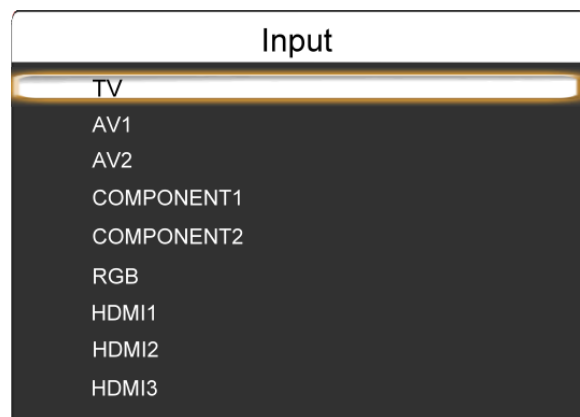 Input
TV
AV1
AV2
COMPONENT1
COMPONENT2
RGB
HDMI1
HDMI2
HDMI3